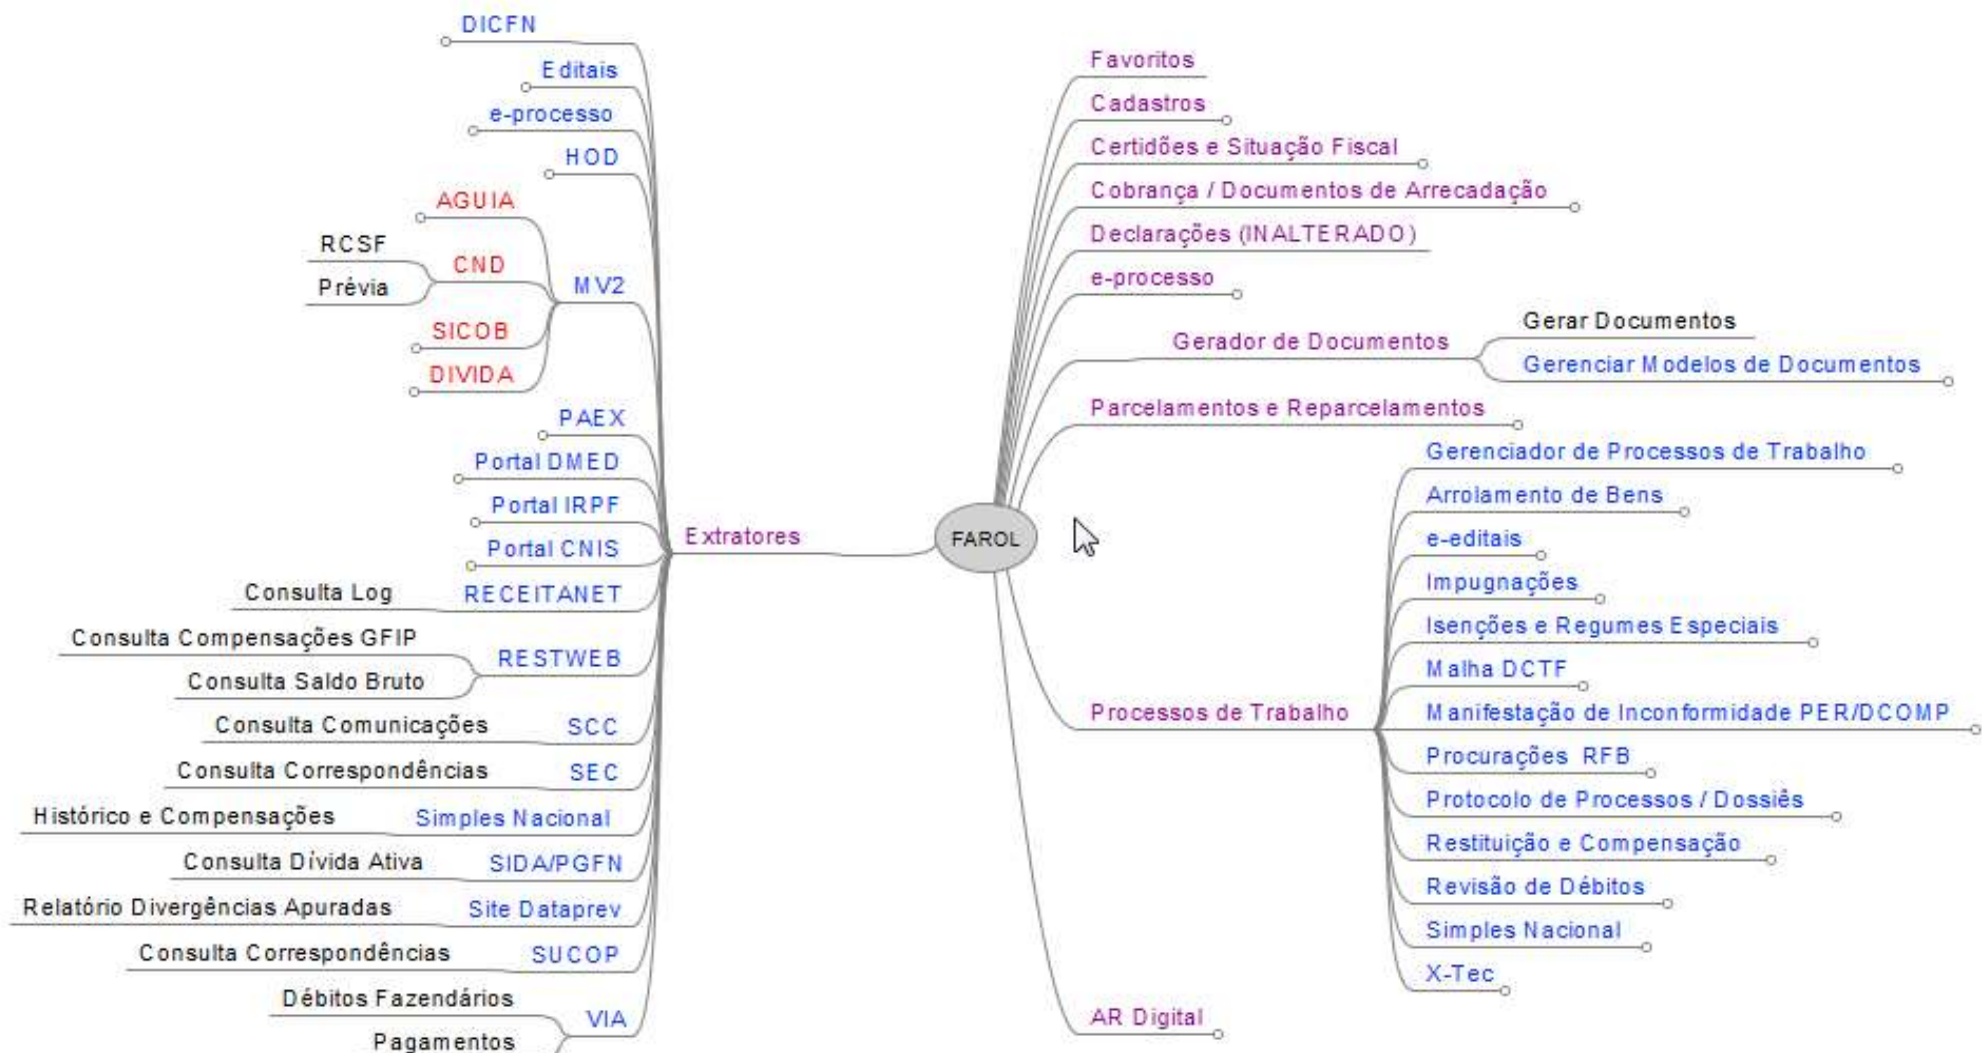 DICFN
Editais
e-processo
HOD
AGUIA
RCSF
CND
Prévia
MV2
SICOB
DIVIDA
PAEX
Portal DMED
Portal IRPF
Portal CNIS
Extratores
Consulta Log
RECEITANET
Consulta Compensações GFIP
RESTWEB
Consulta Saldo Bruto
Consulta Comunicações
SCC
Consulta Correspondências
SEC
Histórico e Compensações
Simples Nacional
Consulta Dívida Ativa
SIDA/PGFN
Relatório Divergências Apuradas
Site Dataprev
Consulta Correspondências
SUCOP
Débitos Fazendários
VIA
Pagamentos
FAROL
Favoritos
Cadastros
Certidões e Situação Fiscal
Cobrança / Documentos de Arrecadação
Declarações (INALTERADO)
e-processo
Gerador de Documentos
Gerar Documentos
Gerenciar Modelos de Documentos
Parcelamentos e Reparcelamentos
Processos de Trabalho
Gerenciador de Processos de Trabalho
Arrolamento de Bens
e-editais
Impugnações
Isenções e Regumes Especiais
Malha DCTF
Manifestação de Inconformidade PER/DCOMP
Procurações RFB
Protocolo de Processos / Dossiês
Restituição e Compensação
Revisão de Débitos
Simples Nacional
X-Tec
AR Digital